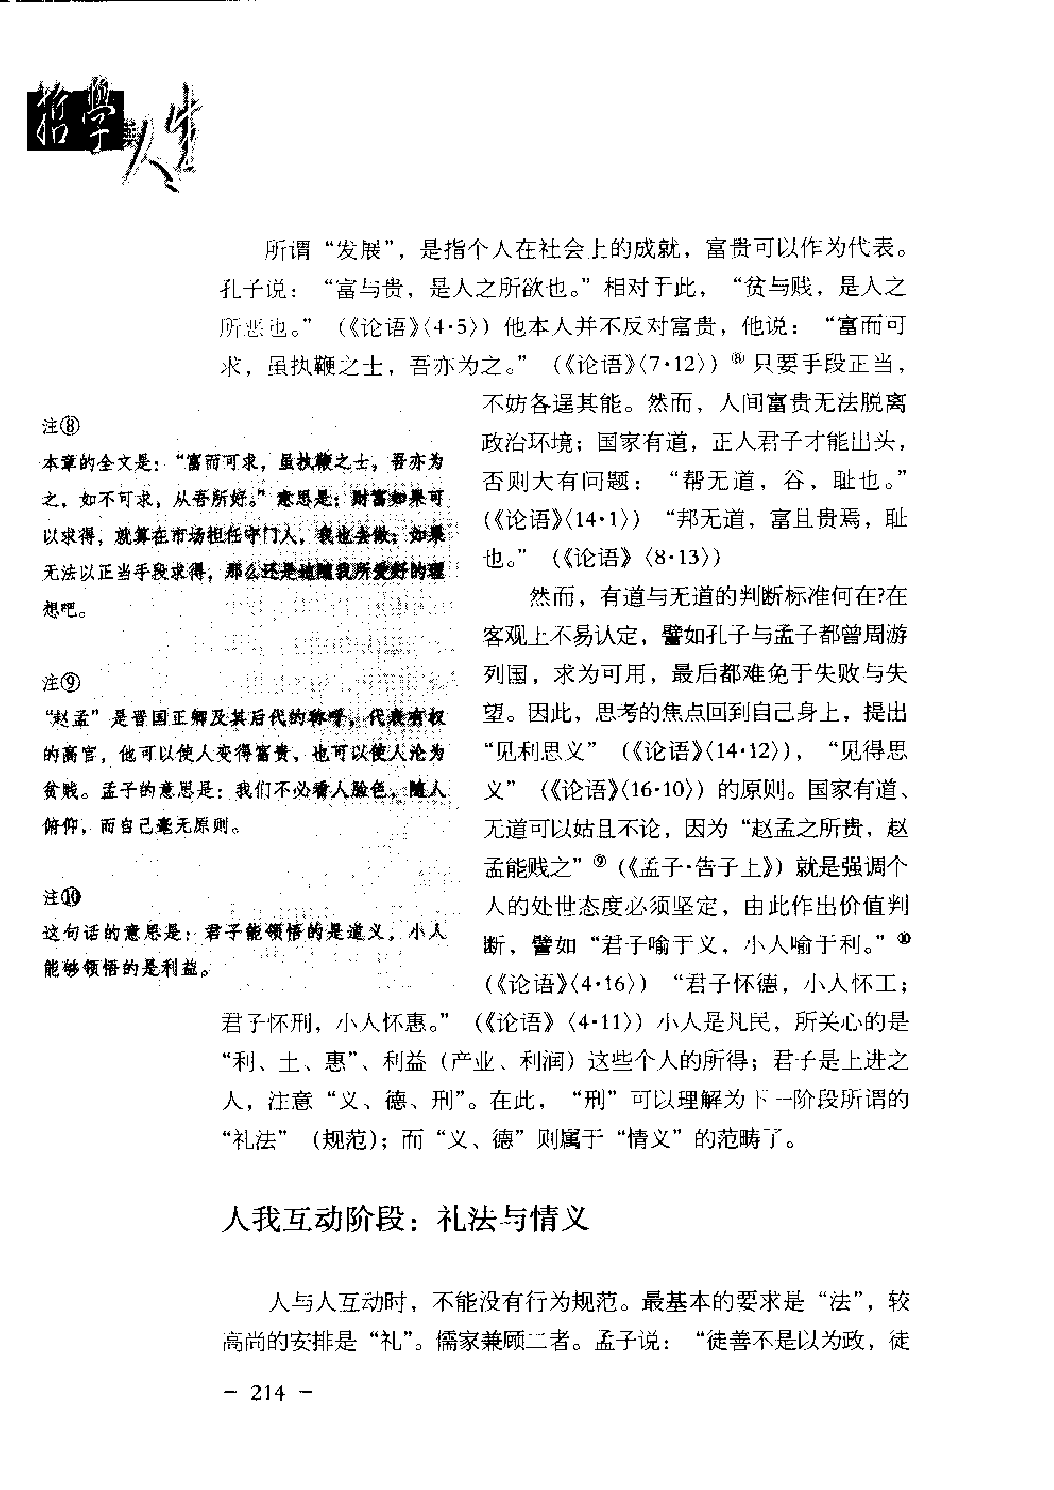 哲學与人生
所谓“发展”，是指个人在社会上的成就，富贵可以作为代表。
孔子说：“富与贵，是人之所欲也。”相对于此，“贫与贱，是人之
所恶也。”（《论语》〈4·5〉）他本人并不反对富贵，他说：“富而可
求，虽执鞭之士，吾亦为之。”（《论语》〈7·12〉）⑧只要手段正当，
不妨各逞其能。然而，人间富贵无法脱离
政治环境；国家有道，正人君子才能出头，
否则大有问题：“帮无道，谷，耻也。”
（《论语》〈14·1〉）“邦无道，富且贵焉，耻
也。”（《论语》〈8·13〉）
然而，有道与无道的判断标准何在?在
客观上不易认定，譬如孔子与孟子都曾周游
列国，求为可用，最后都难免于失败与失
望。因此，思考的焦点回到自己身上，提出
“见利思义”（《论语》〈14·12〉），“见得思
义”（《论语》〈16·10〉）的原则。国家有道、
无道可以姑且不论，因为“赵孟之所贵，赵
孟能贱之”⑨（《孟子·告子上》）就是强调个
人的处世态度必须坚定，由此作出价值判
断，譬如“君子喻于义，小人喻于利。”⑩
（《论语》〈4·16〉）“君子怀德，小人怀工；
君子怀刑，小人怀惠。”（《论语》〈4·11〉）小人是凡民，所关心的是
“利、土、惠”、利益（产业、利润）这些个人的所得；君子是上进之
人，注意“义、德、刑”。在此，“刑”可以理解为下一阶段所谓的
“礼法”（规范）；而“义、德”则属于“情义”的范畴了。
注⑧
本章的全文是：“富而可求，虽执鞭之士，吾亦为
之，如不可求，从吾所好。”意思是：财富如果可
以求得，就算在市场担任守门人，我也去做；如果
无法以正当手段求得，那么还是追随我所爱好的理
想吧。
注⑨
“赵孟”是晋国正卿及其后代的称呼，代表有权
的高官，他可以使人变得富贵，也可以使人沦为
贫贱。孟子的意思是：我们不必看人脸色，随人
俯仰，而自己毫无原则。
注⑩
这句话的意思是：君子能领悟的是道义，小人
能够领悟的是利益。
人我互动阶段：礼法与情义
人与人互动时，不能没有行为规范。最基本的要求是“法”，较
高尚的安排是“礼”。儒家兼顾二者。孟子说：“徒善不是以为政，徒
- 214 -